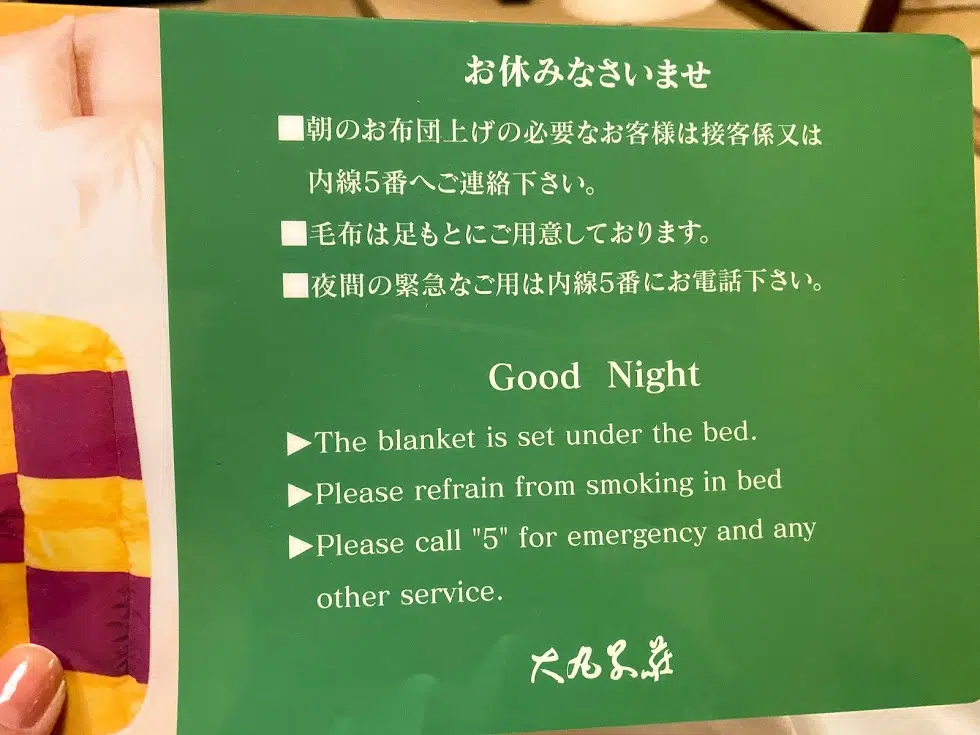 お休みなさいませ
■朝のお布団上げの必要なお客様は接客係又は
内線5番へご連絡下さい。
■毛布は足もとにご用意しております。
■夜間の緊急なご用は内線5番にお電話下さい。
Good Night
▶The blanket is set under the bed.
▶Please refrain from smoking in bed
▶Please call "5" for emergency and any
other service.
大丸別荘